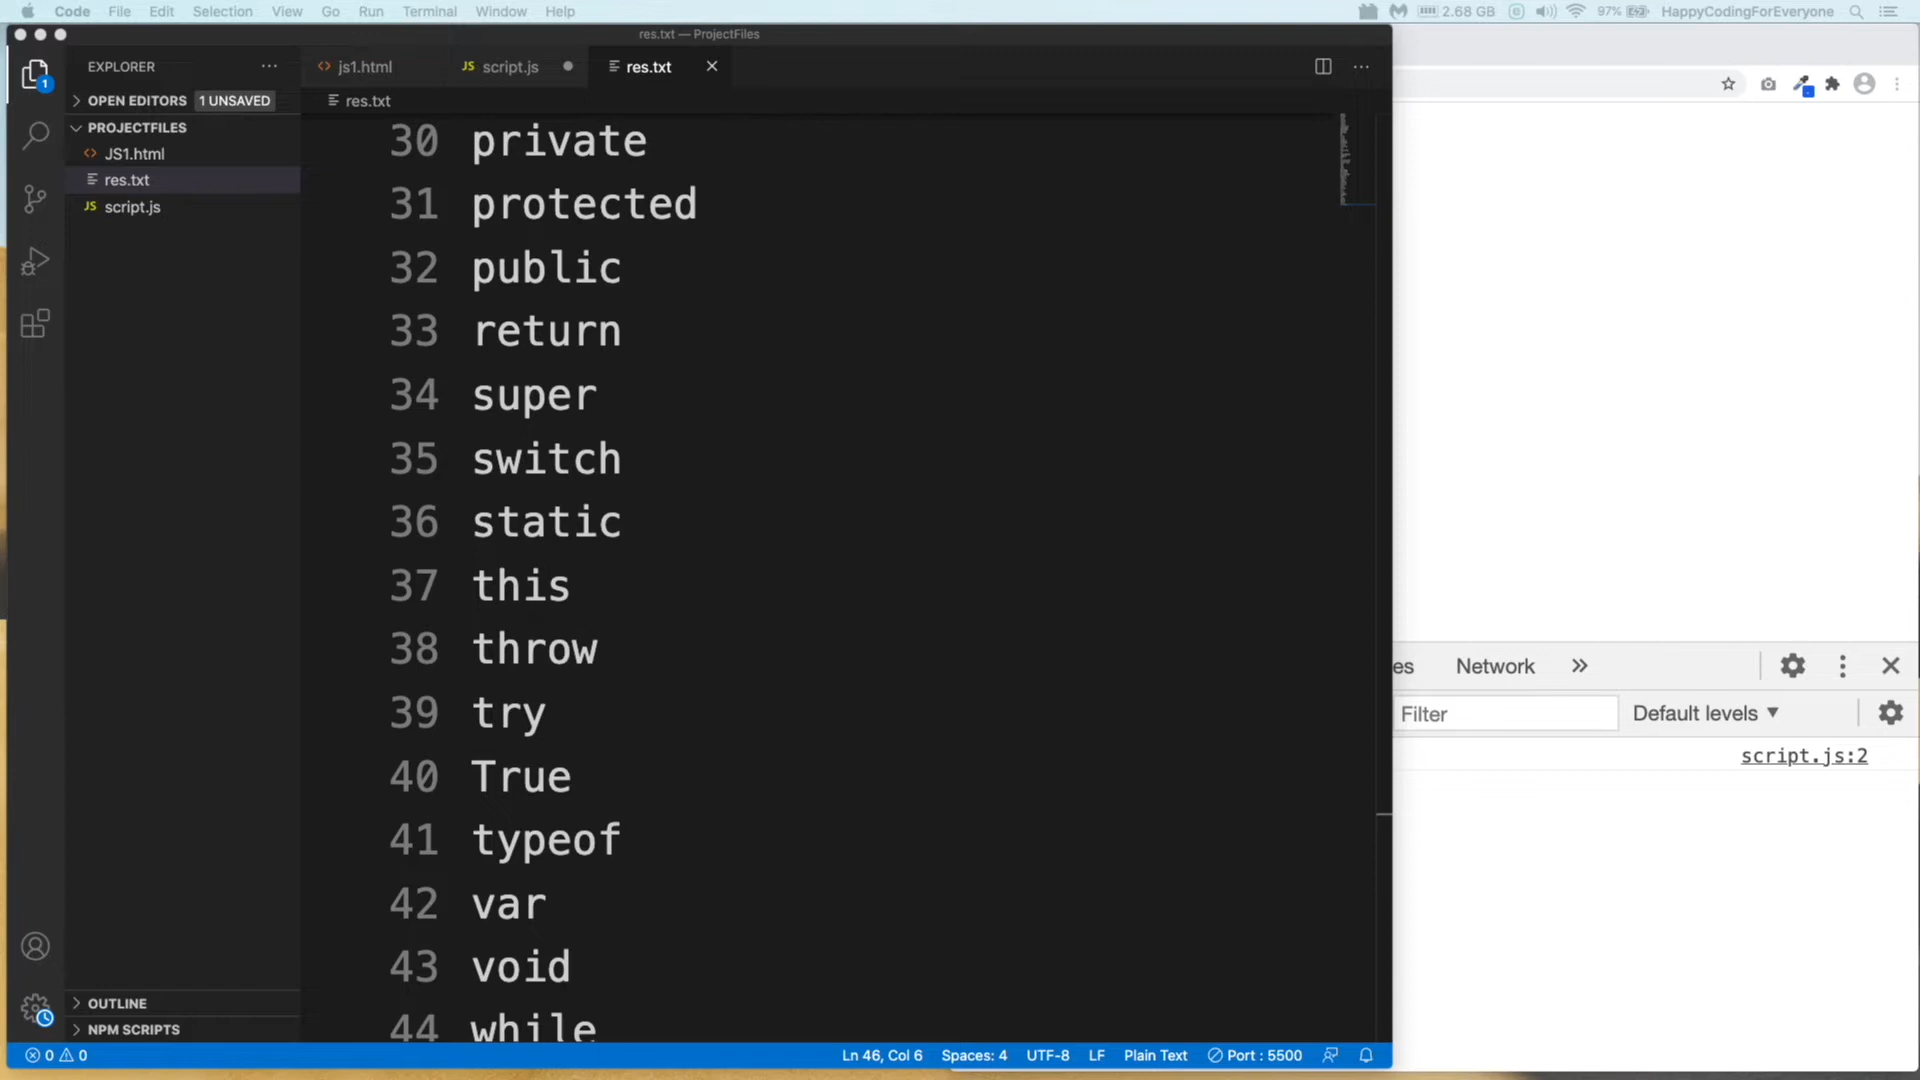 Code File Edit Selection View Go Run Terminal Window Help 2.68 GB 97% HappyCodingForEveryone
res.txt — ProjectFiles
EXPLORER
js1.html
JS script.js
res.txt
OPEN EDITORS 1 UNSAVED
res.txt
PROJECTFILES
JS1.html
res.txt
JS script.js
1
30 private
31 protected
32 public
33 return
34 super
35 switch
36 static
37 this
38 throw
39 try
40 True
41 typeof
42 var
43 void
44 while
OUTLINE
NPM SCRIPTS
0 0 Ln 46, Col 6 Spaces: 4 UTF-8 LF Plain Text Port : 5500
es Network
Filter Default levels
script.js:2